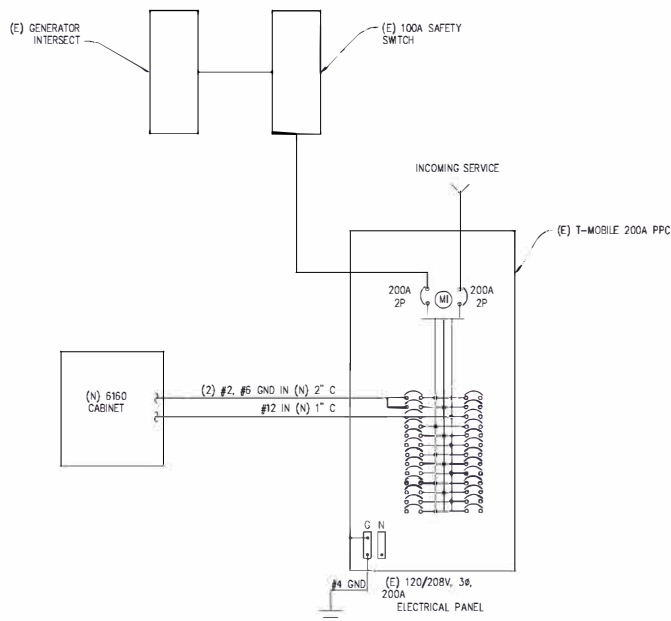 (E) GENERATOR
INTERSECT
(E) 100A SAFETY
SWITCH
INCOMING SERVICE
(E) T-MOBILE 200A PPC
200A
2P
MI
200A
2P
(N) 6160
CABINET
(2) #2, #6 GND IN (N) 2" C
#12 IN (N) 1" C
G N
#4 GND
(E) 120/208V, 3ø,
200A
ELECTRICAL PANEL